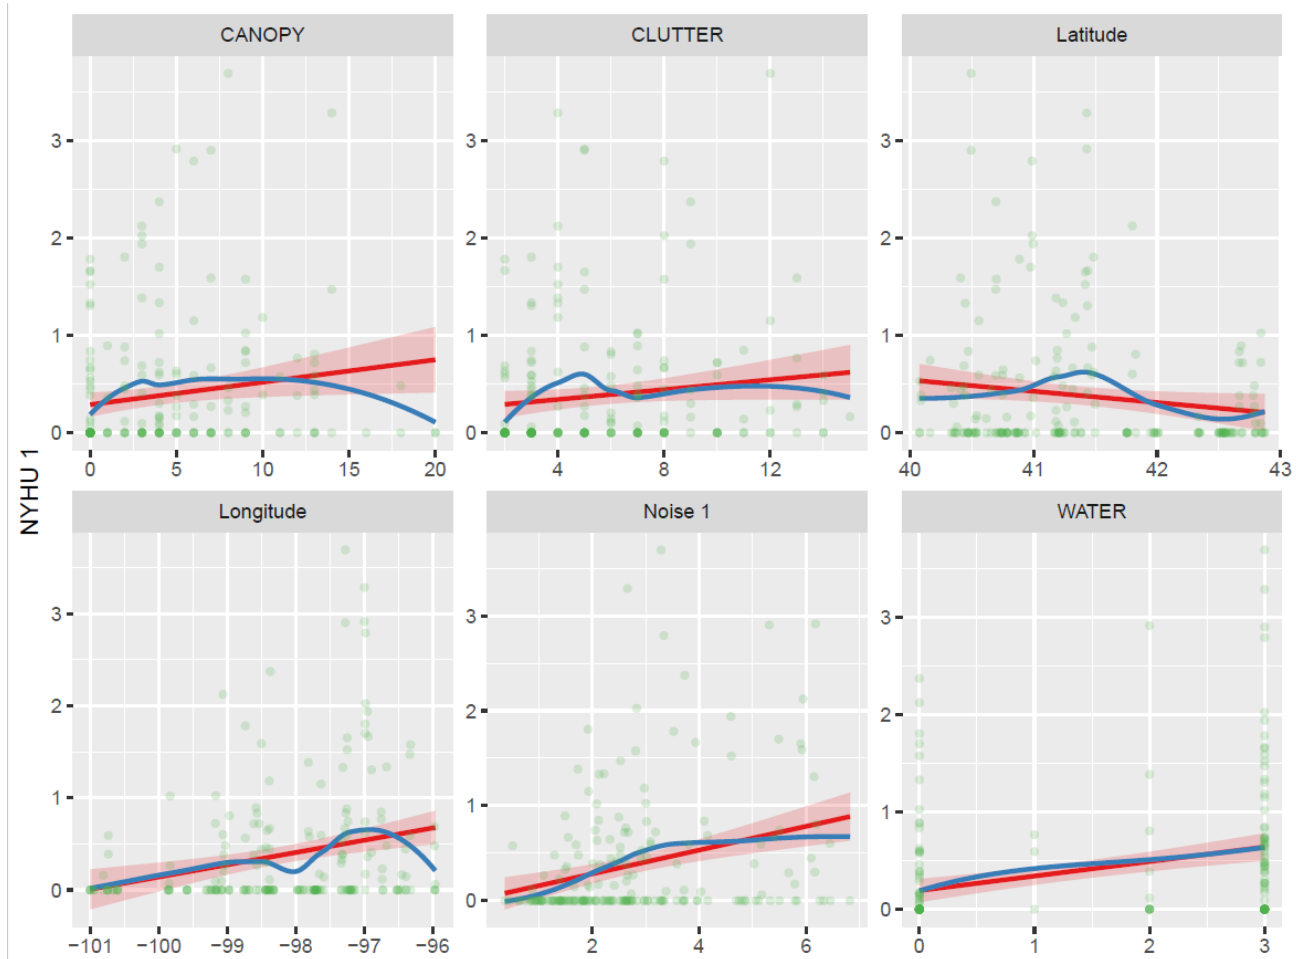 CANOPY CLUTTER Latitude
3 3 3
2 2 2
1 1 1
0 0 0
0 5 10 15 20 4 8 12 40 41 42 43
NYHU 1
Longitude Noise 1 WATER
3 3 3
2 2 2
1 1 1
0 0 0
−101 −100 −99 −98 −97 −96 2 4 6 0 1 2 3